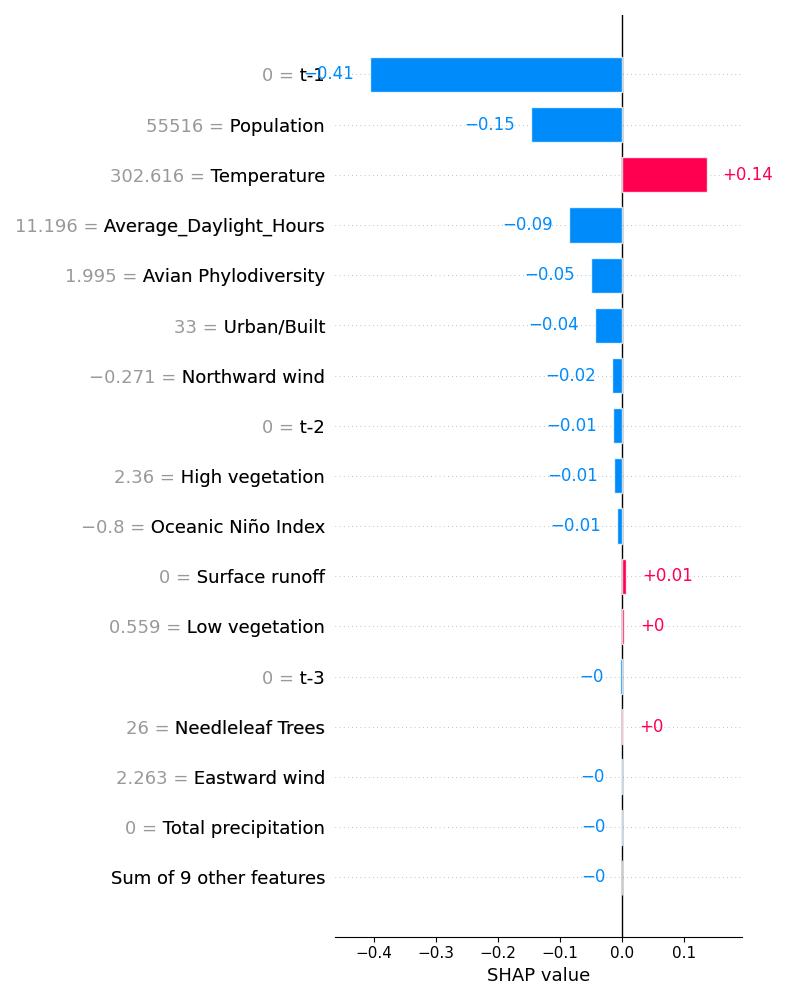 0 = t-1 −0.41
55516 = Population −0.15
302.616 = Temperature +0.14
11.196 = Average_Daylight_Hours −0.09
1.995 = Avian Phylodiversity −0.05
33 = Urban/Built −0.04
−0.271 = Northward wind −0.02
0 = t-2 −0.01
2.36 = High vegetation −0.01
−0.8 = Oceanic Niño Index −0.01
0 = Surface runoff +0.01
0.559 = Low vegetation +0
0 = t-3 −0
26 = Needleleaf Trees +0
2.263 = Eastward wind −0
0 = Total precipitation −0
Sum of 9 other features −0
−0.4 −0.3 −0.2 −0.1 0.0 0.1
SHAP value